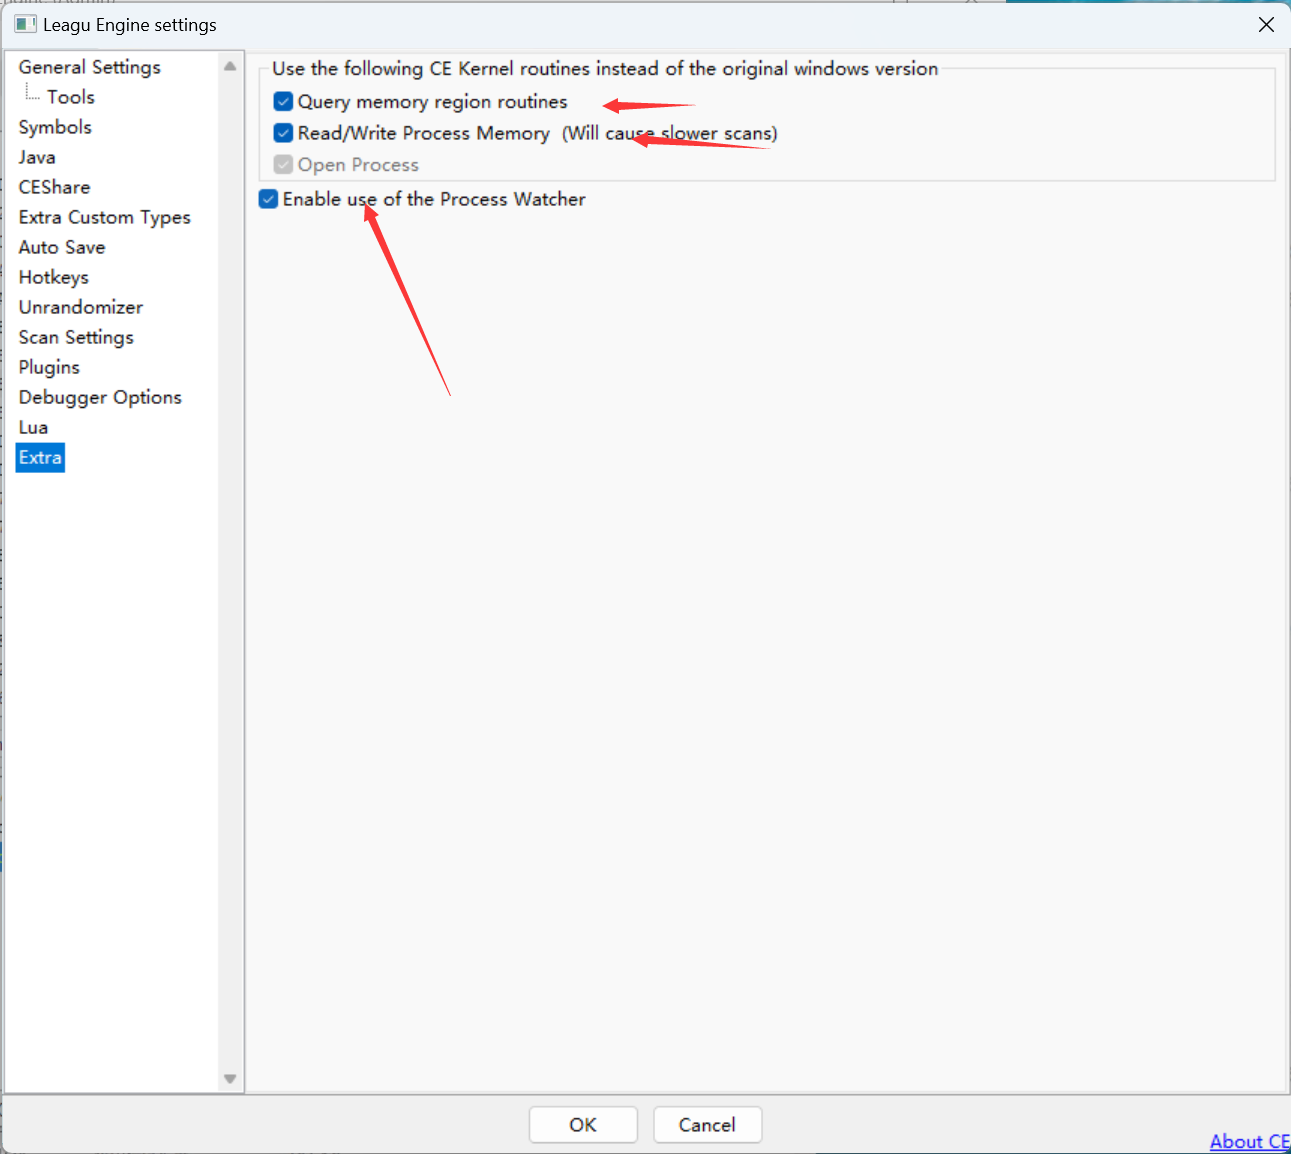 Leagu Engine settings
General Settings
Tools
Symbols
Java
CEShare
Extra Custom Types
Auto Save
Hotkeys
Unrandomizer
Scan Settings
Plugins
Debugger Options
Lua
Extra
Use the following CE Kernel routines instead of the original windows version
Query memory region routines
Read/Write Process Memory (Will cause slower scans)
Open Process
Enable use of the Process Watcher
OK
Cancel
About CE